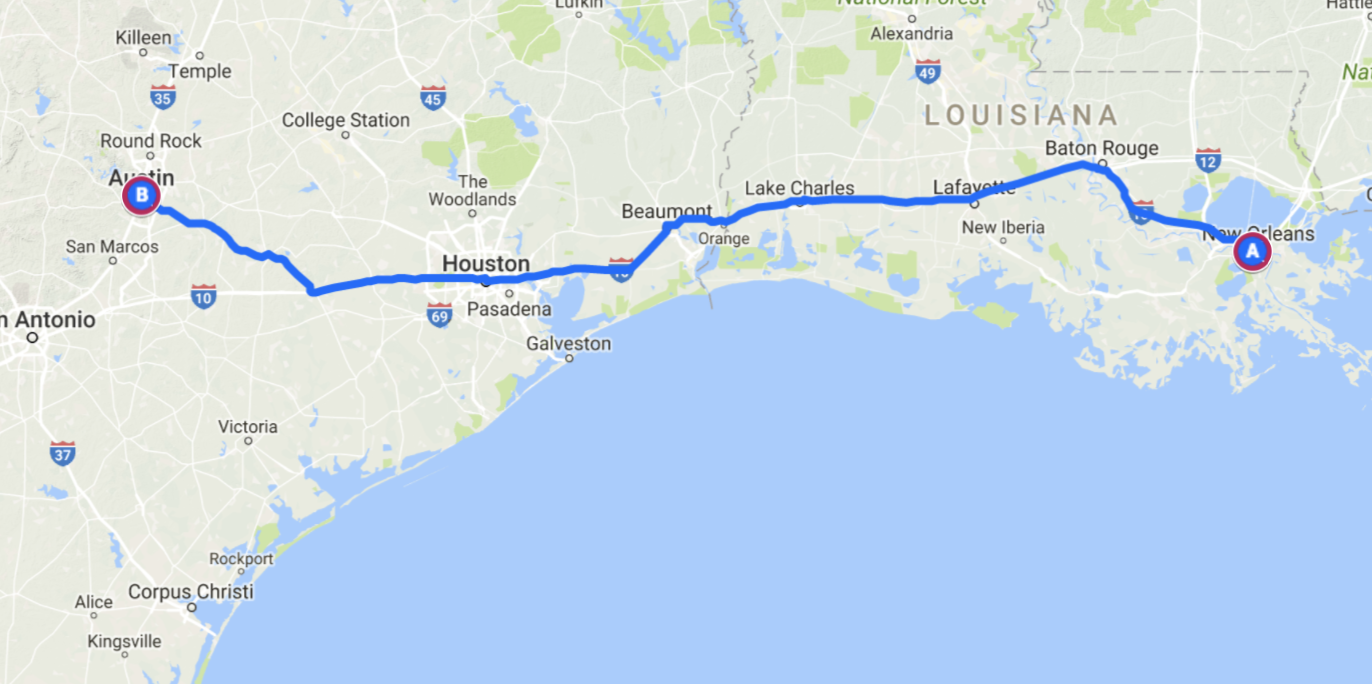 Lufkin
National Forest
Hattie
Killeen
Alexandria
Temple
49
Nat
35
45
College Station
LOUISIANA
Round Rock
Baton Rouge
12
Austin
B
The
Woodlands
Lake Charles
Lafayette
Beaumont
San Marcos
Orange
New Iberia
New Orleans
A
Houston
10
10
Pasadena
69
n Antonio
Galveston
Victoria
37
Rockport
Corpus Christi
Alice
Kingsville